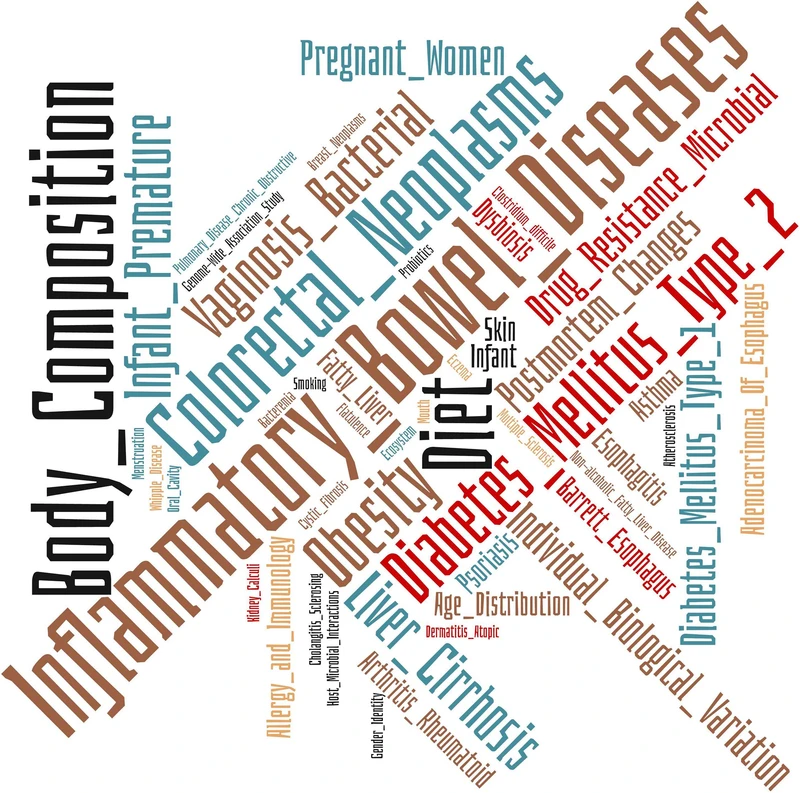 Pregnant_Women
Body_Composition
Infant_Premature
Pulmonary_Disease_Chronic_Obstructive
Genome-Wide_Association_Study
Breast_Neoplasms
Vaginosis_Bacterial
Colorectal_Neoplasms
Inflammatory_Bowel_Diseases
Probiotics
Clostridium_difficile
Dysbiosis
Drug_Resistance_Microbial
Postmortem_Changes
Diabetes_Mellitus_Type_2
Skin
Infant
Eczema
Diet
Mouth
Multiple_Sclerosis
Smoking
Bacteremia
Fatty_Liver
Flatulence
Ecosystem
Menstruation
Whipple_Disease
Oral_Cavity
Cystic_Fibrosis
Obesity
Asthma
Atherosclerosis
Esophagitis
Non-alcoholic_Fatty_Liver_Disease
Barrett_Esophagus
Diabetes_Mellitus_Type_1
Adenocarcinoma_Of_Esophagus
Individual_Biological_Variation
Psoriasis
Age_Distribution
Dermatitis_Atopic
Liver_Cirrhosis
Arthritis_Rheumatoid
Kidney_Calculi
Allergy_and_Immunology
Cholangitis_Sclerosing
Host_Microbial_Interactions
Gender_Identity